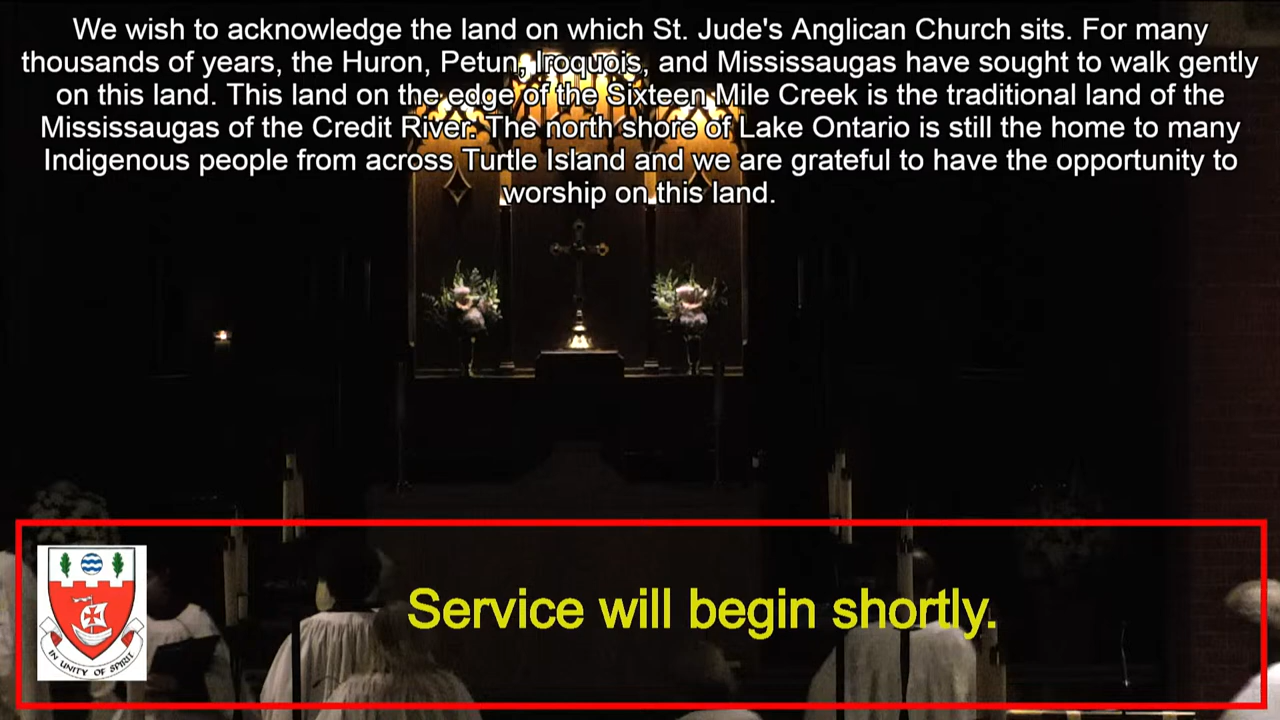 We wish to acknowledge the land on which St. Jude's Anglican Church sits. For many
thousands of years, the Huron, Petun, Iroquois, and Mississaugas have sought to walk gently
on this land. This land on the edge of the Sixteen Mile Creek is the traditional land of the
Mississaugas of the Credit River. The north shore of Lake Ontario is still the home to many
Indigenous people from across Turtle Island and we are grateful to have the opportunity to
worship on this land.
Service will begin shortly.
IN UNITY OF SPIRIT